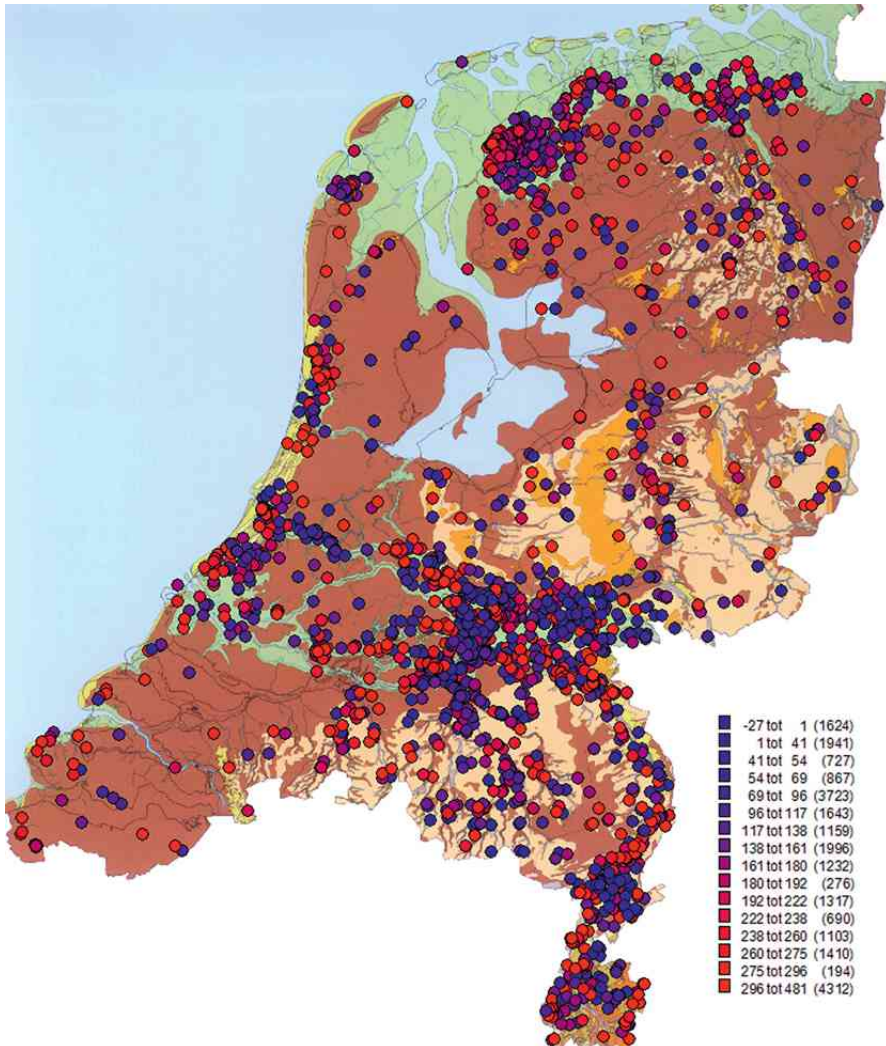 -27 tot 1 (1624)
1 tot 41 (1941)
41 tot 54 (727)
54 tot 69 (867)
69 tot 96 (3723)
96 tot 117 (1643)
117 tot 138 (1159)
138 tot 161 (1996)
161 tot 180 (1232)
180 tot 192 (276)
192 tot 222 (1317)
222 tot 238 (690)
238 tot 260 (1103)
260 tot 275 (1410)
275 tot 296 (194)
296 tot 481 (4312)